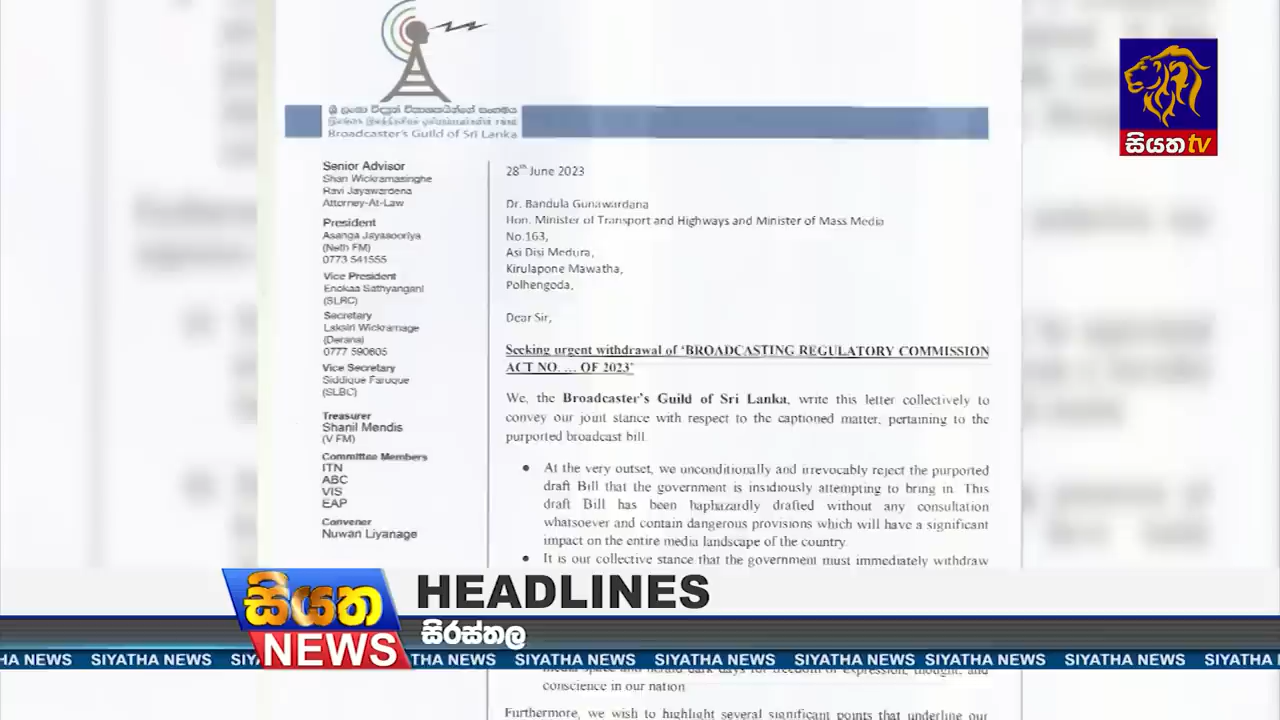 ශ්‍රී ලංකා විද්‍යුත් විකාශකයින්ගේ සංගමය
Broadcaster's Guild of Sri Lanka
සියත tv
Senior Advisor
Shan Wickramasinghe
Ravi Jayawardena
Attorney-At-Law
President
Asanga Jayasooriya
(Neth FM)
0773 541555
Vice President
Enokaa Sathyangani
(SLRC)
Secretary
Laksiri Wickramage
(Derana)
0777 590605
Vice Secretary
Siddique Faruque
(SLBC)
Treasurer
Shanil Mendis
(V FM)
Committee Members
ITN
ABC
VIS
EAP
Convener
Nuwan Liyanage
28th June 2023
Dr. Bandula Gunawardana
Hon. Minister of Transport and Highways and Minister of Mass Media
No.163,
Asi Disi Medura,
Kirulapone Mawatha,
Polhengoda,
Dear Sir,
Seeking urgent withdrawal of 'BROADCASTING REGULATORY COMMISSION
ACT NO. ... OF 2023'
We, the Broadcaster's Guild of Sri Lanka, write this letter collectively to
convey our joint stance with respect to the captioned matter, pertaining to the
purported broadcast bill
• At the very outset, we unconditionally and irrevocably reject the purported
draft Bill that the government is insidiously attempting to bring in. This
draft Bill has been haphazardly drafted without any consultation
whatsoever and contain dangerous provisions which will have a significant
impact on the entire media landscape of the country.
• It is our collective stance that the government must immediately withdraw
සියත
NEWS
HEADLINES
සිරස්තල
HA NEWS SIYATHA NEWS SIY THA NEWS SIYATHA NEWS SIYATHA NEWS SIYATHA NEWS SIYATHA NEWS SIYATHA NEWS SIYATHA
conscience in our nation
Furthermore, we wish to highlight several significant points that underline our